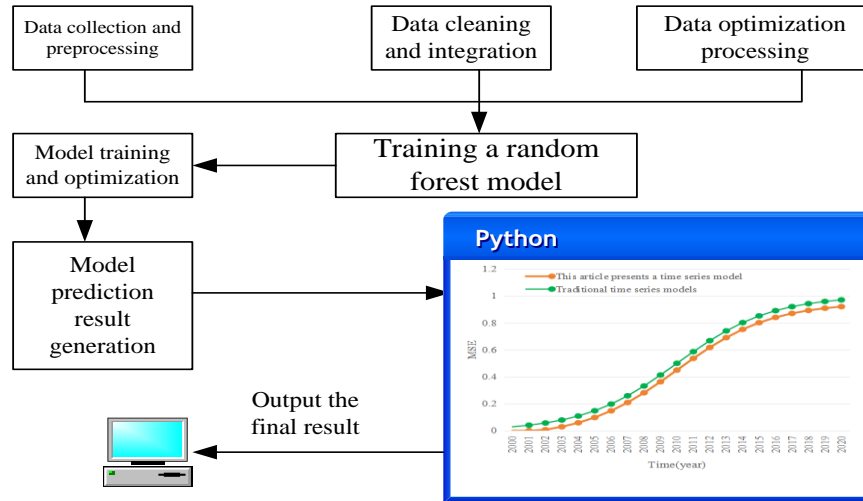 Data collection and
preprocessing
Data cleaning
and integration
Data optimization
processing
Model training
and optimization
Training a random
forest model
Model
prediction
result
generation
Python
This article presents a time series model
Traditional time series models
1.2
1
0.8
0.6
0.4
0.2
0
MSE
2000 2001 2002 2003 2004 2005 2006 2007 2008 2009 2010 2011 2012 2013 2014 2015 2016 2017 2018 2019 2020
Time(year)
Output the
final result